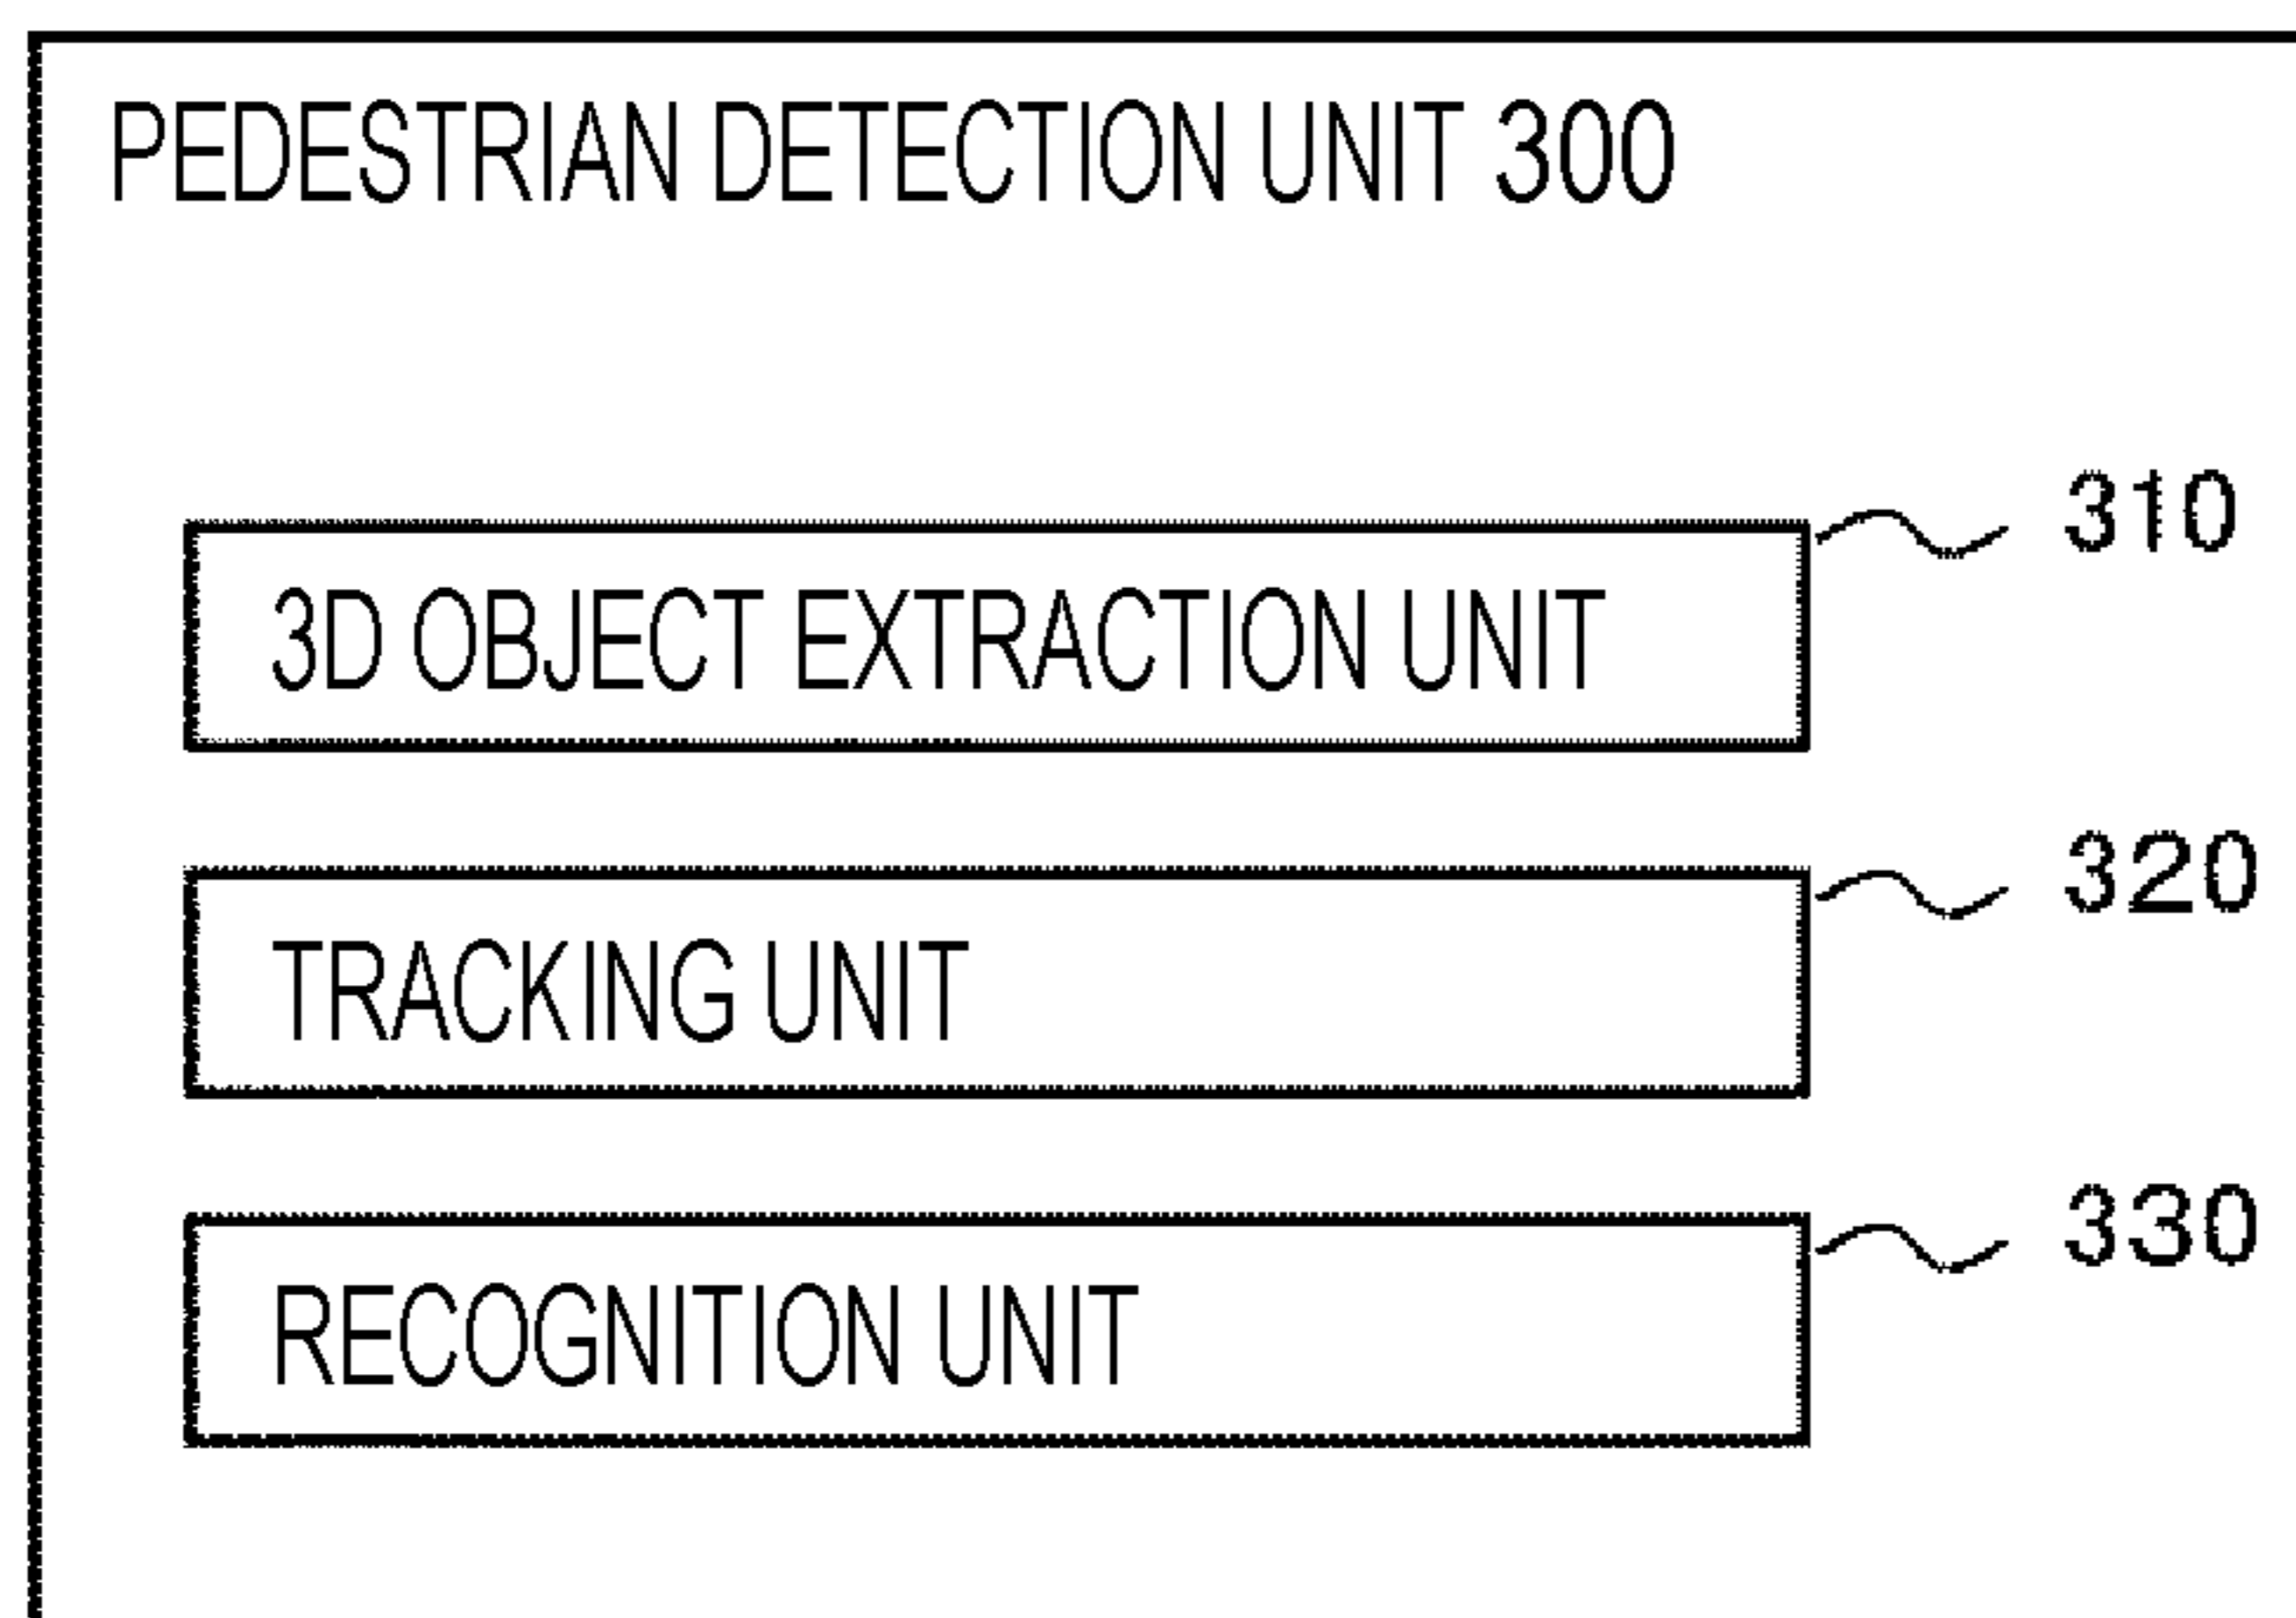 PEDESTRIAN DETECTION UNIT 300
310
3D OBJECT EXTRACTION UNIT
320
TRACKING UNIT
330
RECOGNITION UNIT